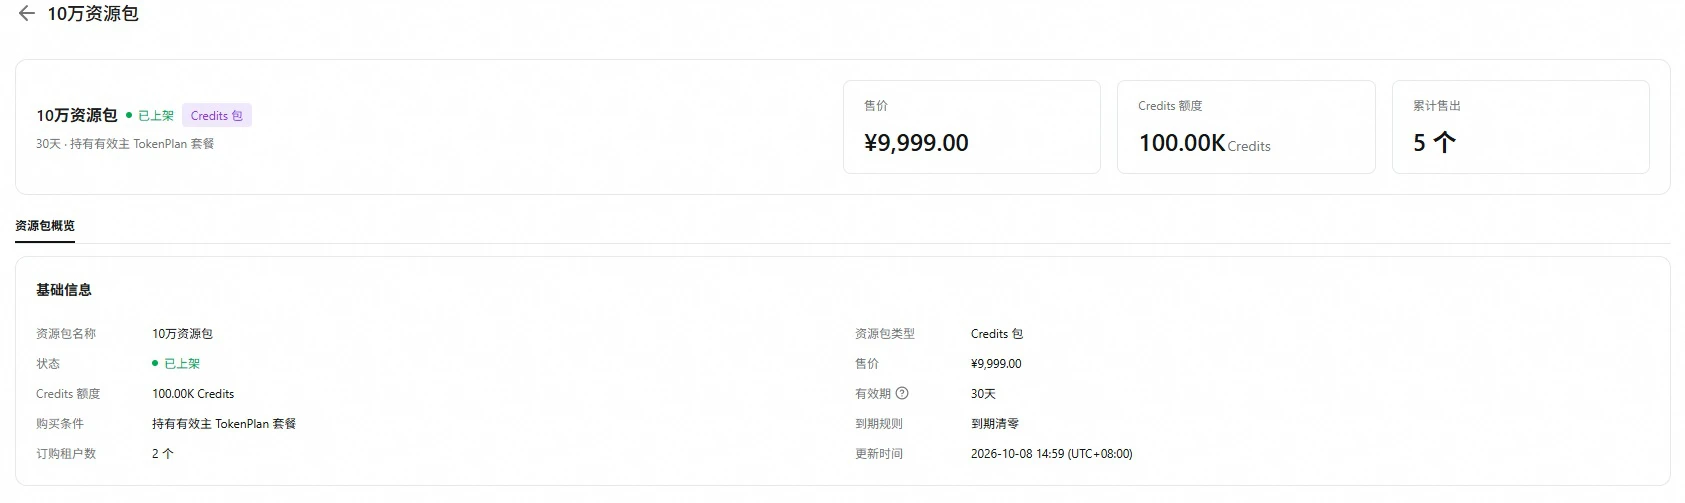 10万资源包
10万资源包 已上架 Credits 包
30天 · 持有有效主 TokenPlan 套餐
售价
¥9,999.00
Credits 额度
100.00K Credits
累计售出
5 个
资源包概览
基础信息
资源包名称 10万资源包 资源包类型 Credits 包
状态 已上架 售价 ¥9,999.00
Credits 额度 100.00K Credits 有效期 30天
购买条件 持有有效主 TokenPlan 套餐 到期规则 到期清零
订购租户数 2 个 更新时间 2026-10-08 14:59 (UTC+08:00)